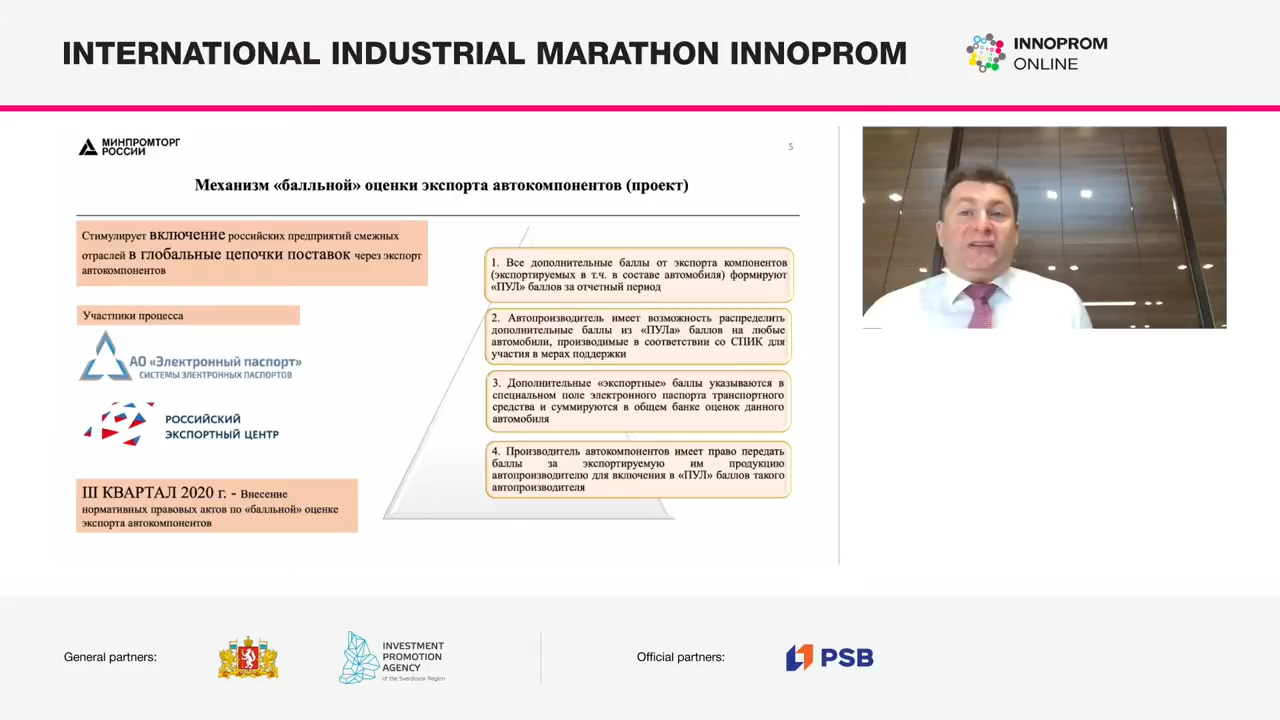 INTERNATIONAL INDUSTRIAL MARATHON INNOPROM
INNOPROM
ONLINE
МИНПРОМТОРГ
РОССИИ
5
Механизм «балльной» оценки экспорта автокомпонентов (проект)
Стимулирует включение российских предприятий смежных
отраслей в глобальные цепочки поставок через экспорт
автокомпонентов
Участники процесса
АО «Электронный паспорт»
СИСТЕМЫ ЭЛЕКТРОННЫХ ПАСПОРТОВ
РОССИЙСКИЙ
ЭКСПОРТНЫЙ ЦЕНТР
III КВАРТАЛ 2020 г. - Внесение
нормативных правовых актов по «балльной» оценке
экспорта автокомпонентов
1. Все дополнительные баллы от экспорта компонентов
(экспортируемых в т.ч. в составе автомобиля) формируют
«ПУЛ» баллов за отчетный период
2. Автопроизводитель имеет возможность распределить
дополнительные баллы из «ПУЛа» баллов на любые
автомобили, производимые в соответствии со СПИК для
участия в мерах поддержки
3. Дополнительные «экспортные» баллы указываются в
специальном поле электронного паспорта транспортного
средства и суммируются в общем банке оценок данного
автомобиля
4. Производитель автокомпонентов имеет право передать
баллы за экспортируемую им продукцию
автопроизводителю для включения в «ПУЛ» баллов такого
автопроизводителя
General partners:
INVESTMENT
PROMOTION
AGENCY
of the Sverdlovsk Region
Official partners:
PSB